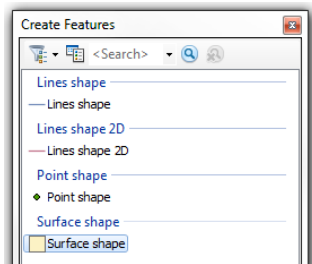 Create Features
<Search>
Lines shape
Lines shape
Lines shape 2D
Lines shape 2D
Point shape
Point shape
Surface shape
Surface shape